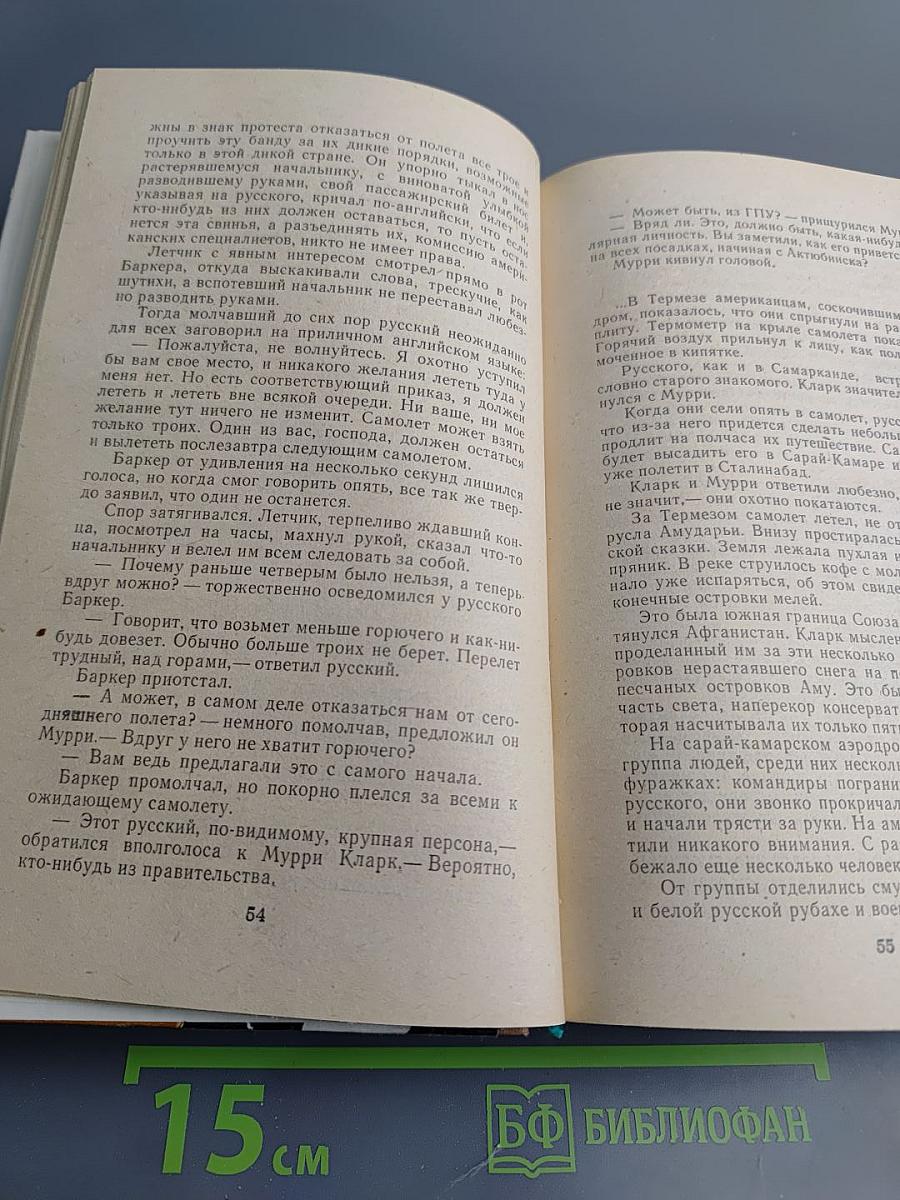 жны в знак протеста отказаться от полета все трое и
проучить эту банду за их дикие порядки, возможные
только в этой дикой стране. Он упорно тыкал в нос
растерявшемуся начальнику, с виноватой улыбкой
разводившему руками, свой пассажирский билет и,
указывая на русского, кричал по-английски, что если
кто-нибудь из них должен оставаться, то пусть оста-
нется эта свинья, а разъединять их, комиссию амери-
канских специалистов, никто не имеет права.
Летчик с явным интересом смотрел прямо в рот
Баркера, откуда выскакивали слова, трескучие, как
шутихи, а вспотевший начальник не переставал любез-
но разводить руками.
Тогда молчавший до сих пор русский неожиданно
для всех заговорил на приличном английском языке:
— Пожалуйста, не волнуйтесь. Я охотно уступил
бы вам свое место, и никакого желания лететь туда у
меня нет. Но есть соответствующий приказ, я должен
лететь и лететь вне всякой очереди. Ни ваше, ни мое
желание тут ничего не изменит. Самолет может взять
только троих. Один из вас, господа, должен остаться
и вылететь послезавтра следующим самолетом.
Баркер от удивления на несколько секунд лишился
голоса, но когда смог говорить опять, все так же твер-
до заявил, что один не останется.
Спор затягивался. Летчик, терпеливо ждавший кон-
ца, посмотрел на часы, махнул рукой, сказал что-то
начальнику и велел им всем следовать за собой.
— Почему раньше четверым было нельзя, а теперь
вдруг можно? — торжественно осведомился у русского
Баркер.
— Говорит, что возьмет меньше горючего и как-ни-
будь довезет. Обычно больше троих не берет. Перелет
трудный, над горами,— ответил русский.
Баркер приотстал.
— А может, в самом деле отказаться нам от сего-
дняшнего полета? — немного помолчав, предложил он
Мурри.— Вдруг у него не хватит горючего?
— Вам ведь предлагали это с самого начала.
Баркер промолчал, но покорно плелся за всеми к
ожидающему самолету.
— Этот русский, по-видимому, крупная персона,—
обратился вполголоса к Мурри Кларк.— Вероятно,
кто-нибудь из правительства.
54
— Может быть, из ГПУ? — прищурился Мур
— Вряд ли. Это, должно быть, какая-нибуд
лярная личность. Вы заметили, как его приветс
на всех посадках, начиная с Актюбинска?
Мурри кивнул головой.
...В Термезе американцам, соскочившим
дром, показалось, что они спрыгнули на ра
плиту. Термометр на крыле самолета пока
Горячий воздух прильнул к лицу, как пол
моченное в кипятке.
Русского, как и в Самарканде, встр
словно старого знакомого. Кларк значител
нулся с Мурри.
Когда они сели опять в самолет, русс
что из-за него придется сделать неболь
продлит на полчаса их путешествие. Са
будет высадить его в Сарай-Камаре и
уже полетит в Сталинабад.
Кларк и Мурри ответили любезно,
не значит,— они охотно покатаются.
За Термезом самолет летел, не от
русла Амударьи. Внизу простиралась
ской сказки. Земля лежала пухлая и
пряник. В реке струилось кофе с мол
нало уже испаряться, об этом свиде
конечные островки мелей.
Это была южная граница Союза
тянулся Афганистан. Кларк мыслен
проделанный им за эти несколько
ровков нерастаявшего снега на по
песчаных островков Аму. Это бы
часть света, наперекор консерват
торая насчитывала их только пят
На сарай-камарском аэродро
группа людей, среди них нескол
фуражках: командиры пограни
русского, они звонко прокричал
и начали трясти за руки. На ам
тили никакого внимания. С ра
бежало еще несколько человек
От группы отделились сму
и белой русской рубахе и вое
55
15 см
БФ БИБЛИОФАН